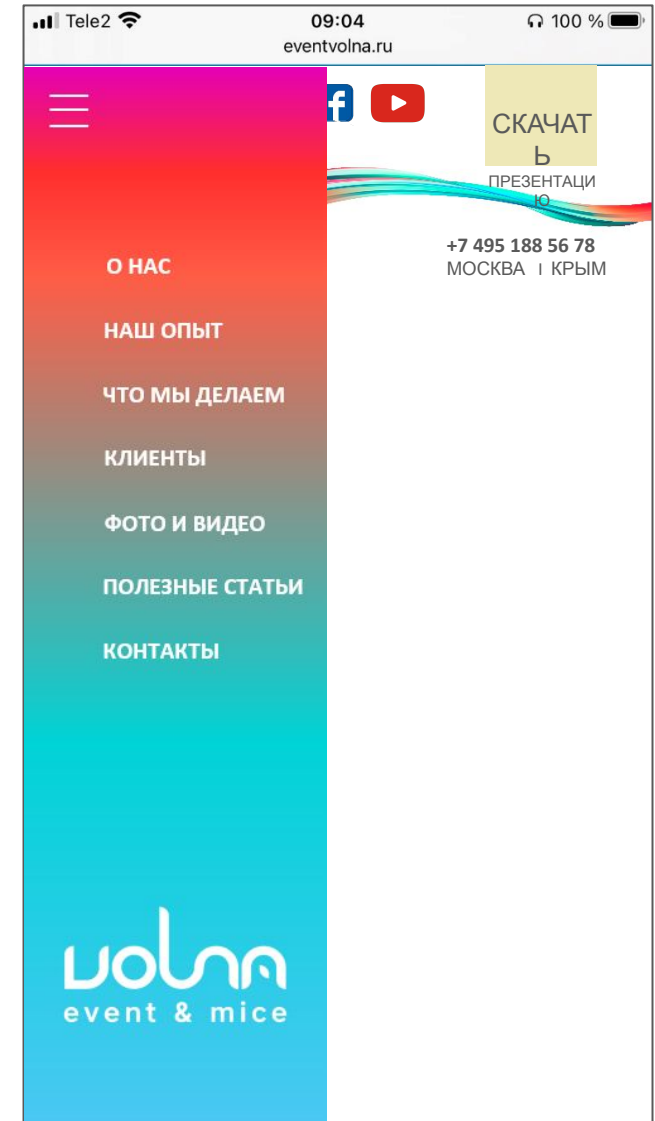 Tele2 09:04 100 %
eventvolna.ru
f
СКАЧАТ
Ь
ПРЕЗЕНТАЦИ
Ю
+7 495 188 56 78
МОСКВА I КРЫМ
О НАС
НАШ ОПЫТ
ЧТО МЫ ДЕЛАЕМ
КЛИЕНТЫ
ФОТО И ВИДЕО
ПОЛЕЗНЫЕ СТАТЬИ
КОНТАКТЫ
volna
event & mice